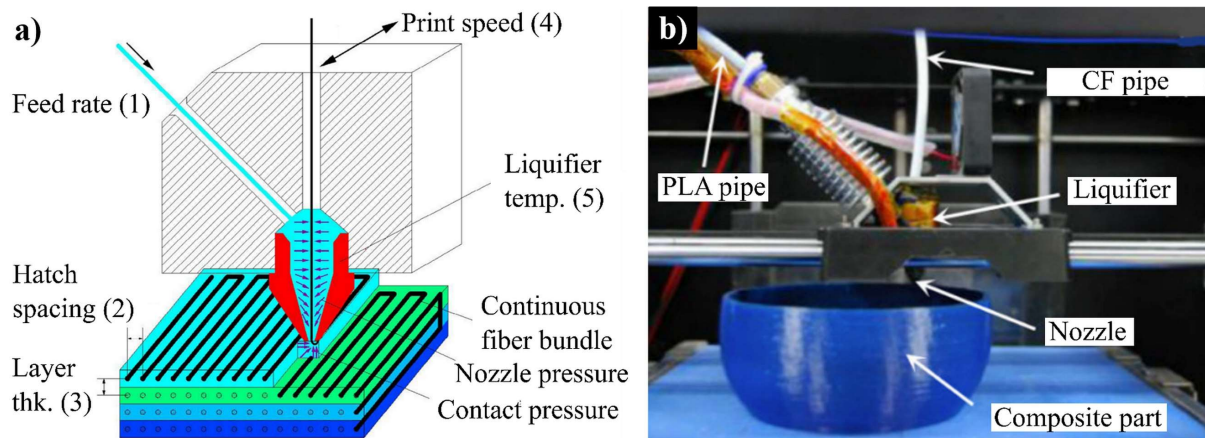 a)
Print speed (4)
Feed rate (1)
Liquifier
temp. (5)
Hatch
spacing (2)
Continuous
fiber bundle
Layer
thk. (3)
Nozzle pressure
Contact pressure
b)
CF pipe
PLA pipe
Liquifier
Nozzle
Composite part